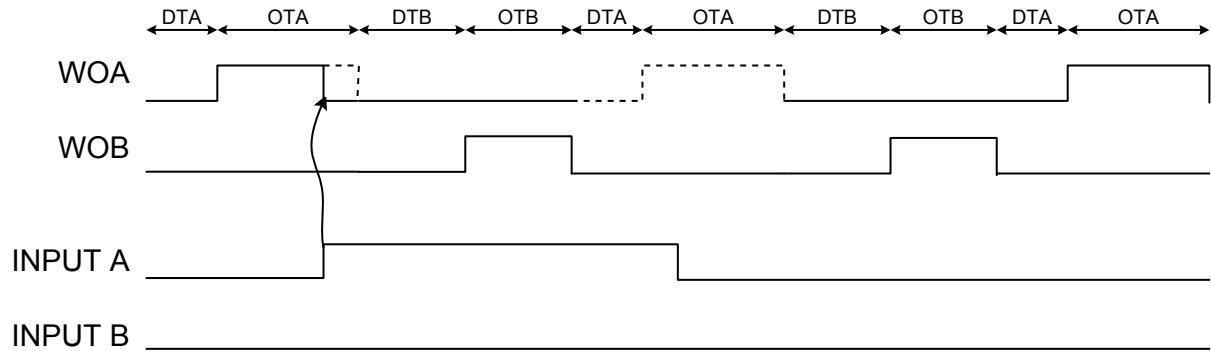 DTA OTA DTB OTB DTA OTA DTB OTB DTA OTA
WOA
WOB
INPUT A
INPUT B